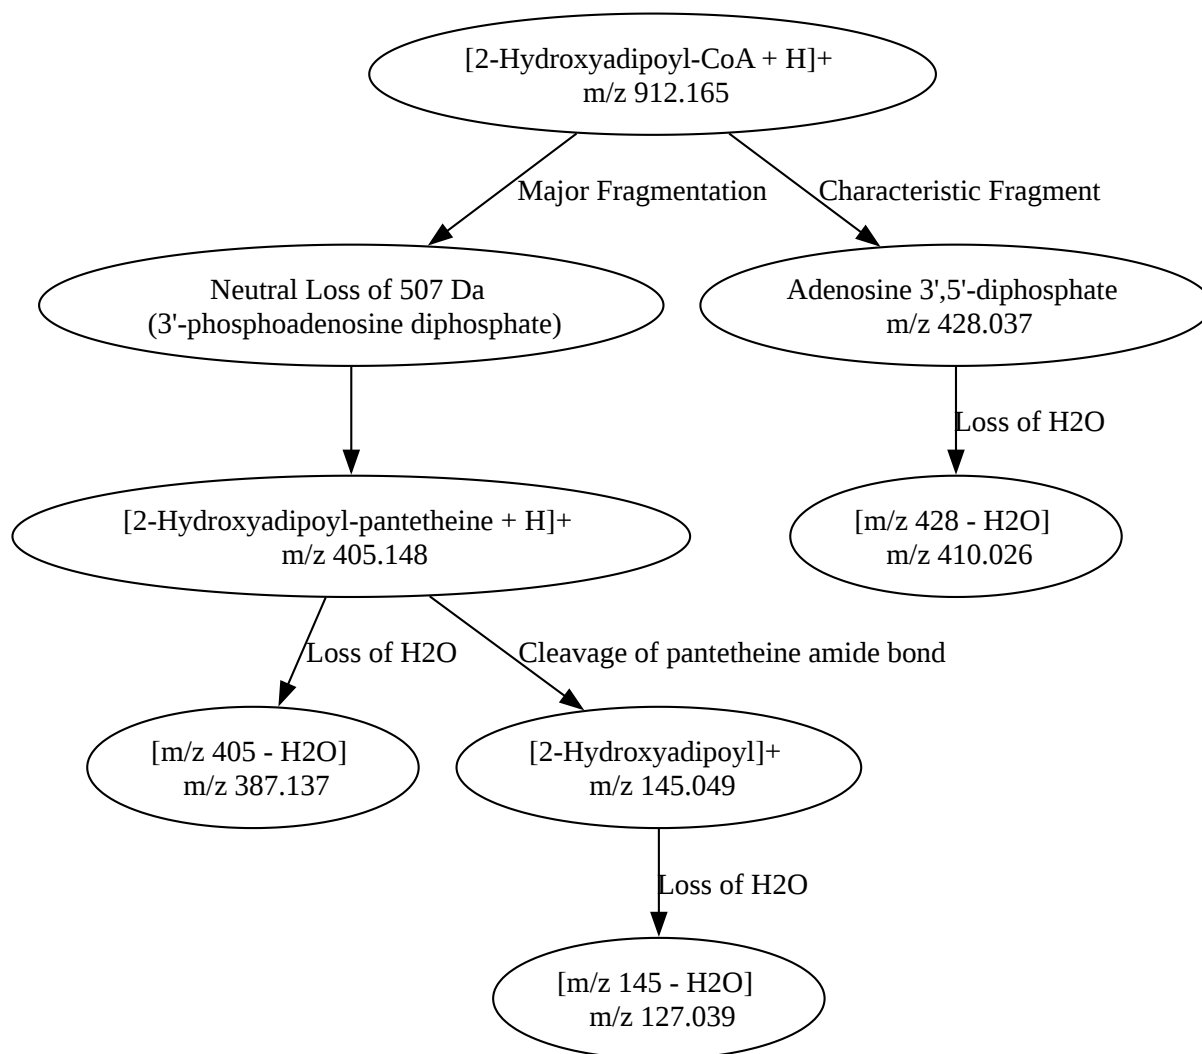 [2-Hydroxyadipoyl-CoA + H]+
m/z 912.165
Major Fragmentation
Characteristic Fragment
Neutral Loss of 507 Da
(3'-phosphoadenosine diphosphate)
Adenosine 3',5'-diphosphate
m/z 428.037
Loss of H2O
[2-Hydroxyadipoyl-pantetheine + H]+
m/z 405.148
[m/z 428 - H2O]
m/z 410.026
Loss of H2O
Cleavage of pantetheine amide bond
[m/z 405 - H2O]
m/z 387.137
[2-Hydroxyadipoyl]+
m/z 145.049
Loss of H2O
[m/z 145 - H2O]
m/z 127.039